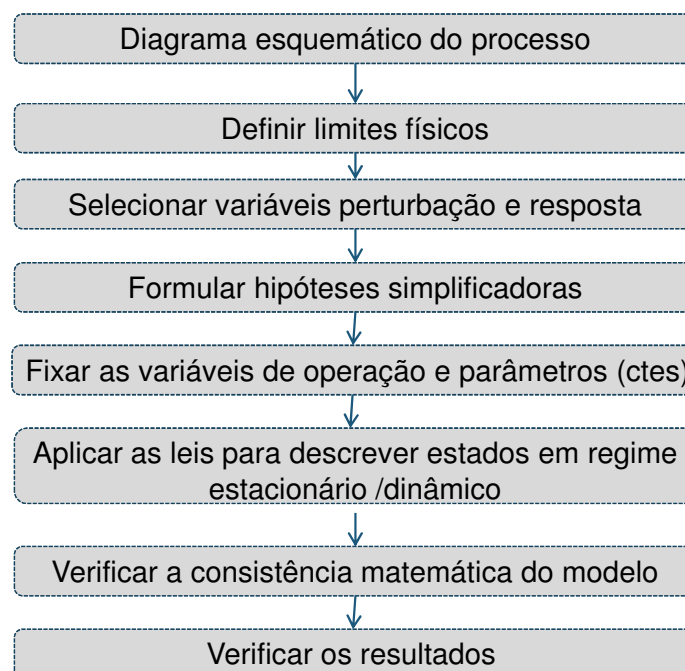 Diagrama esquemático do processo
Definir limites físicos
Selecionar variáveis perturbação e resposta
Formular hipóteses simplificadoras
Fixar as variáveis de operação e parâmetros (ctes)
Aplicar as leis para descrever estados em regime
estacionário /dinâmico
Verificar a consistência matemática do modelo
Verificar os resultados